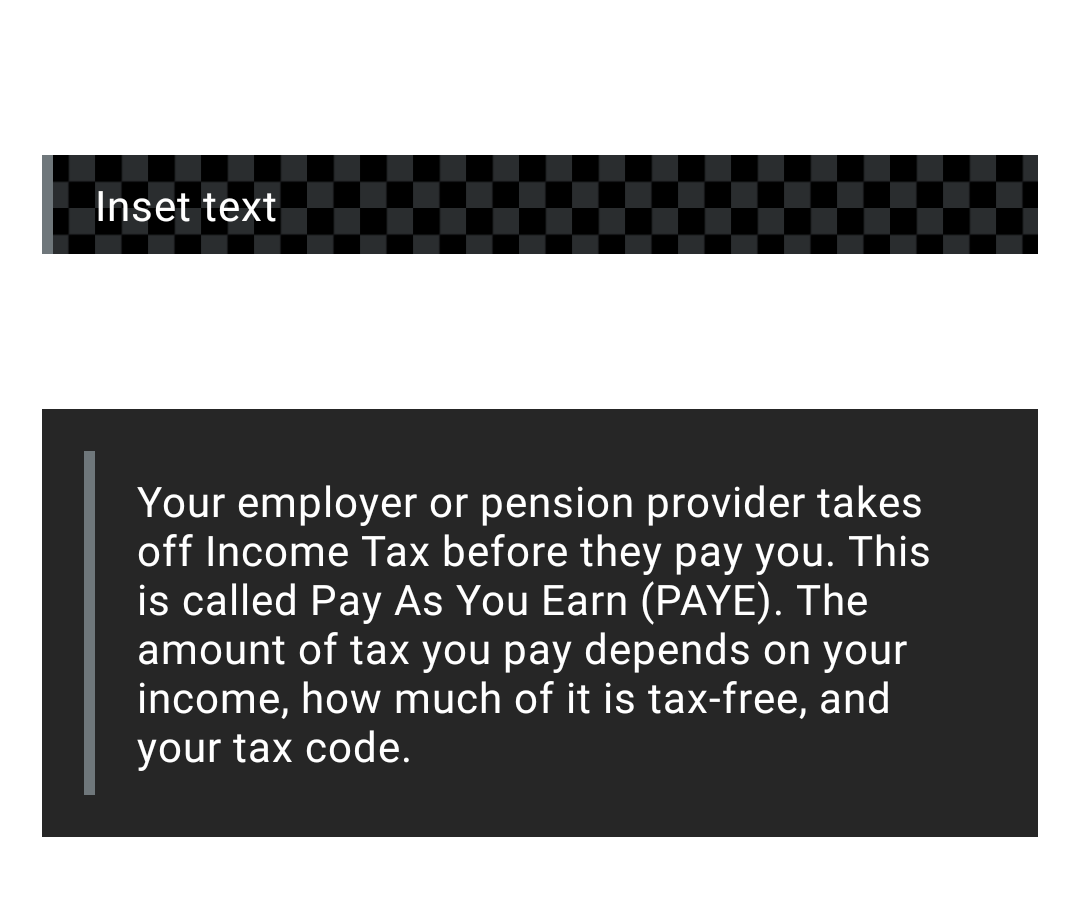 Inset text
Your employer or pension provider takes
off Income Tax before they pay you. This
is called Pay As You Earn (PAYE). The
amount of tax you pay depends on your
income, how much of it is tax-free, and
your tax code.